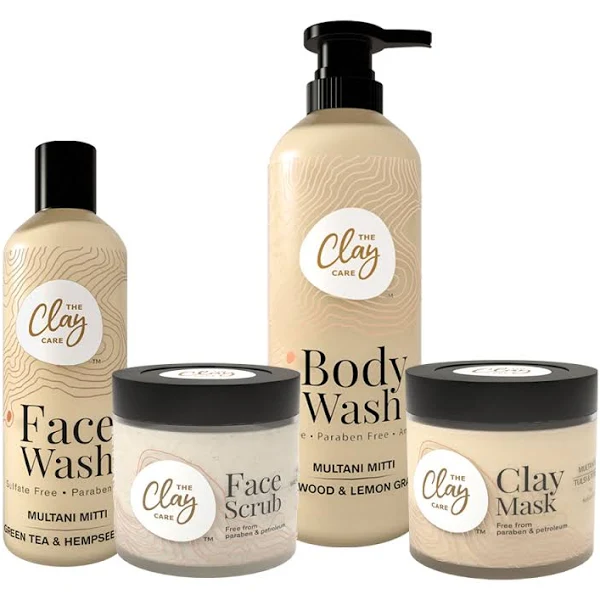 THE
Clay
CARE
TM
Face
Wash
Sulfate Free • Paraben
MULTANI MITTI
GREEN TEA & HEMPSEE
THE
Clay
CARE
TM
Face
Scrub
Free from
paraben & petroleum
THE
Clay
CARE
Body
Wash
Paraben Free
MULTANI MITTI
WOOD & LEMON GRA
THE
Clay
CARE
TM
Clay
Mask
Free from
paraben & petroleum